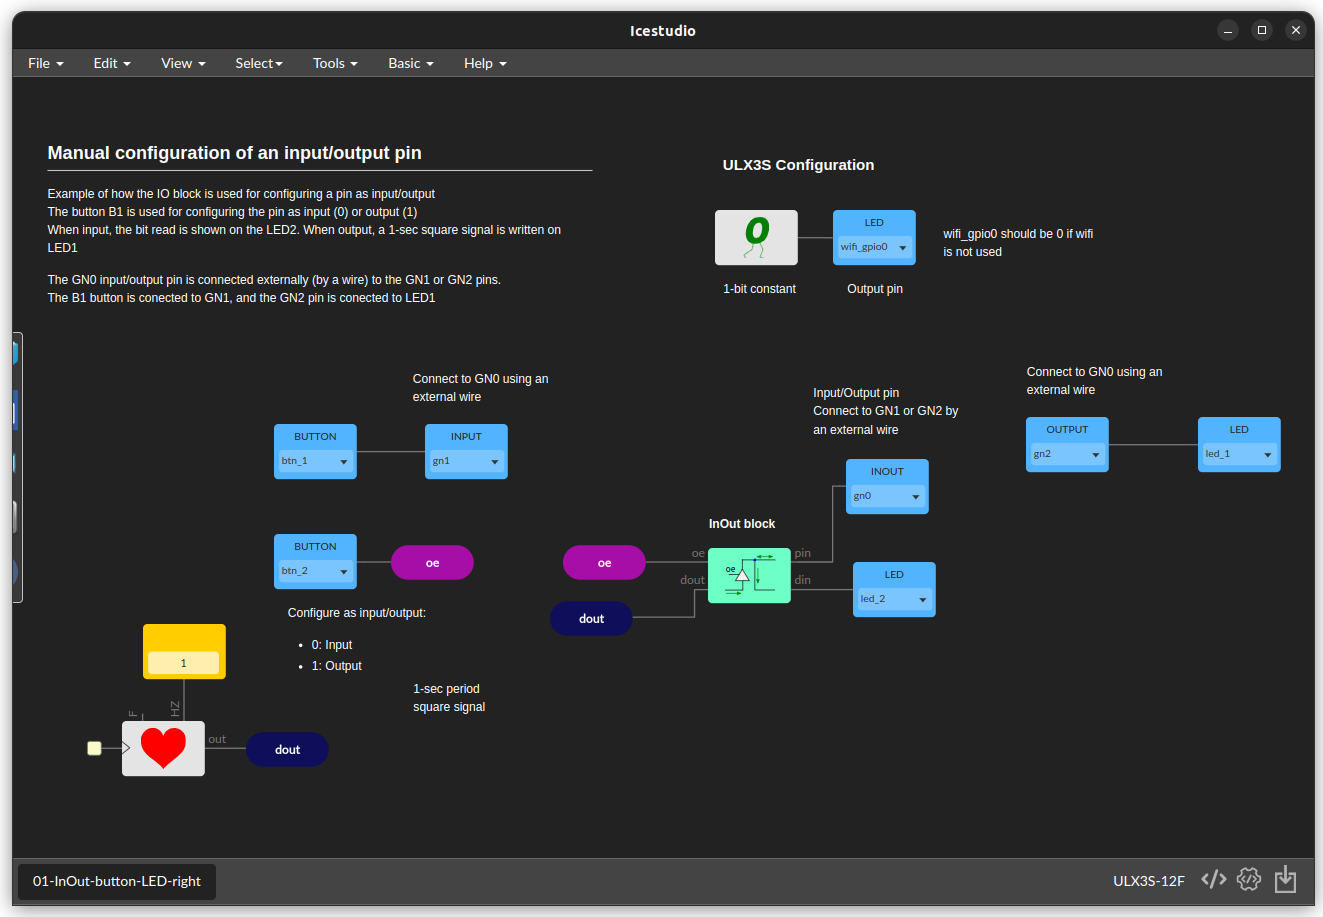 Icestudio
File
Edit
View
Select
Tools
Basic
Help
Manual configuration of an input/output pin
Example of how the IO block is used for configuring a pin as input/output
The button B1 is used for configuring the pin as input (0) or output (1)
When input, the bit read is shown on the LED2. When output, a 1-sec square signal is written on
LED1
The GN0 input/output pin is connected externally (by a wire) to the GN1 or GN2 pins.
The B1 button is conected to GN1, and the GN2 pin is conected to LED1
ULX3S Configuration
0
LED
wifi_gpio0
wifi_gpio0 should be 0 if wifi
is not used
1-bit constant
Output pin
Connect to GN0 using an
external wire
BUTTON
btn_1
INPUT
gn1
Input/Output pin
Connect to GN1 or GN2 by
an external wire
INOUT
gn0
Connect to GN0 using an
external wire
OUTPUT
gn2
LED
led_1
BUTTON
btn_2
oe
Configure as input/output:
• 0: Input
• 1: Output
InOut block
oe
oe
dout
dout
oe
pin
din
LED
led_2
1
F
HZ
out
dout
1-sec period
square signal
01-InOut-button-LED-right
ULX3S-12F